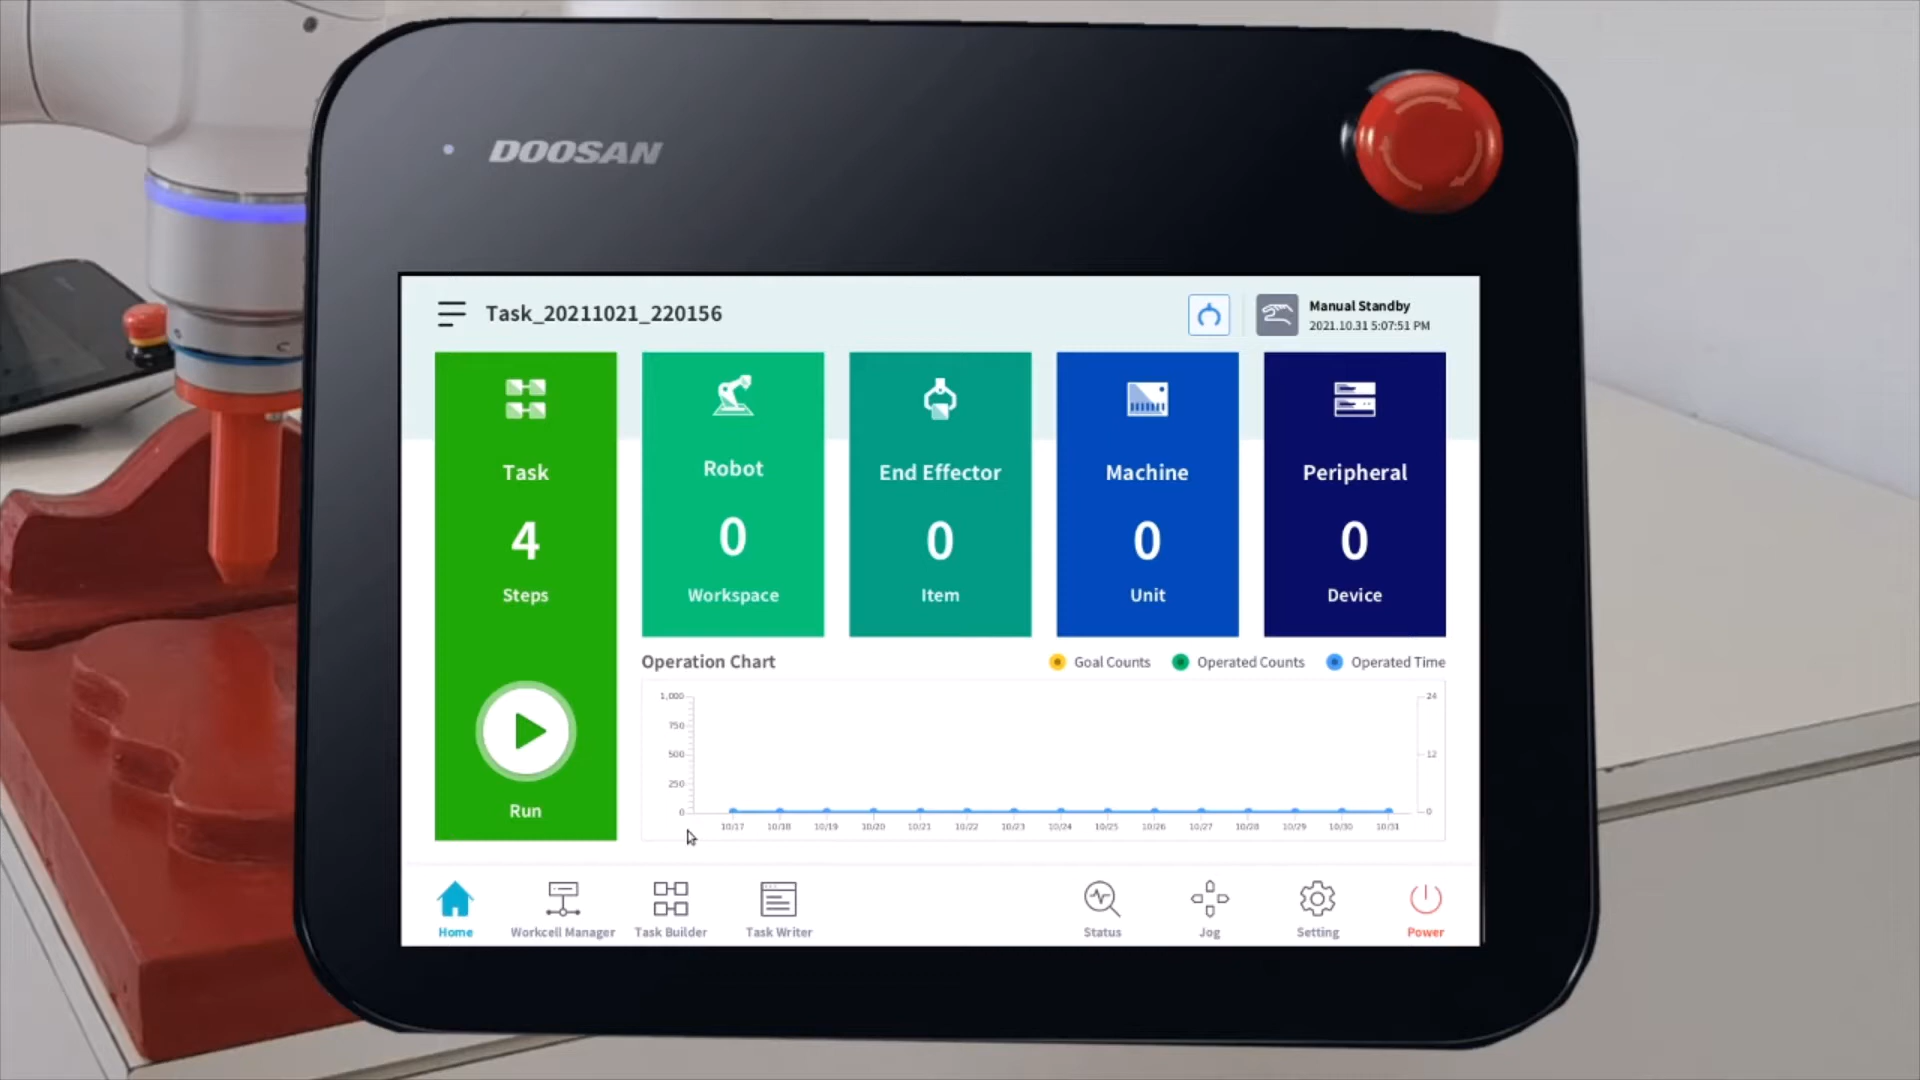 DOOSAN
Task_20211021_220156
Manual Standby
2021.10.31 5:07:51 PM
Task
4
Steps
Run
Robot
0
Workspace
End Effector
0
Item
Machine
0
Unit
Peripheral
0
Device
Operation Chart
Goal Counts
Operated Counts
Operated Time
1,000
750
500
250
0
24
12
0
10/17 10/18 10/19 10/20 10/21 10/22 10/23 10/24 10/25 10/26 10/27 10/28 10/29 10/30 10/31
Home
Workcell Manager
Task Builder
Task Writer
Status
Jog
Setting
Power